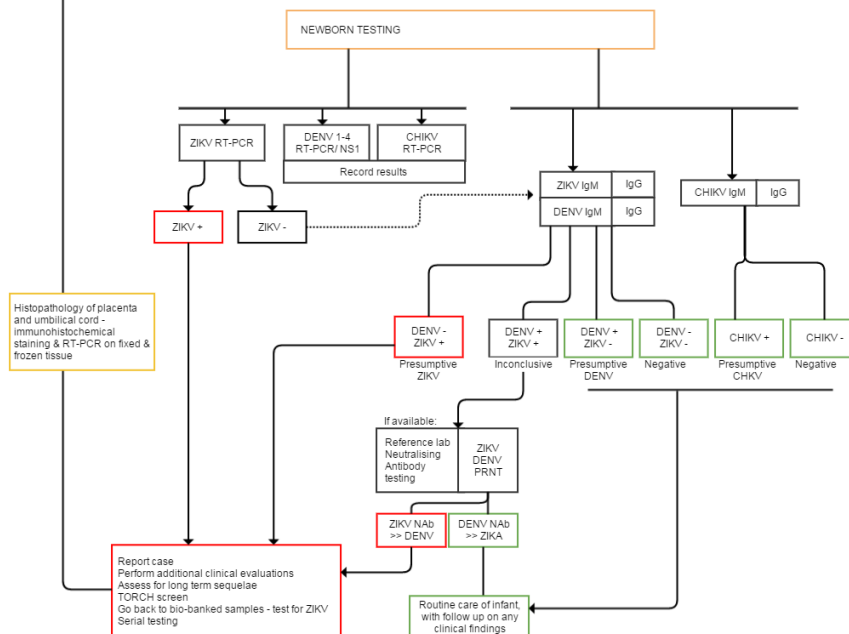 NEWBORN TESTING
ZIKV RT-PCR
DENV 1-4
RT-PCR/ NS1
CHIKV
RT-PCR
Record results
ZIKV IgM
IgG
DENV IgM
IgG
CHIKV IgM
IgG
ZIKV +
ZIKV -
Histopathology of placenta
and umbilical cord -
immunohistochemical
staining & RT-PCR on fixed &
frozen tissue
DENV -
ZIKV +
Presumptive
ZIKV
DENV +
ZIKV +
Inconclusive
DENV +
ZIKV -
Presumptive
DENV
DENV -
ZIKV -
Negative
CHIKV +
Presumptive
CHKV
CHIKV -
Negative
If available:
Reference lab
Neutralising
Antibody
testing
ZIKV
DENV
PRNT
ZIKV NAb
>> DENV
DENV NAb
>> ZIKA
Report case
Perform additional clinical evaluations
Assess for long term sequelae
TORCH screen
Go back to bio-banked samples - test for ZIKV
Serial testing
Routine care of infant,
with follow up on any
clinical findings